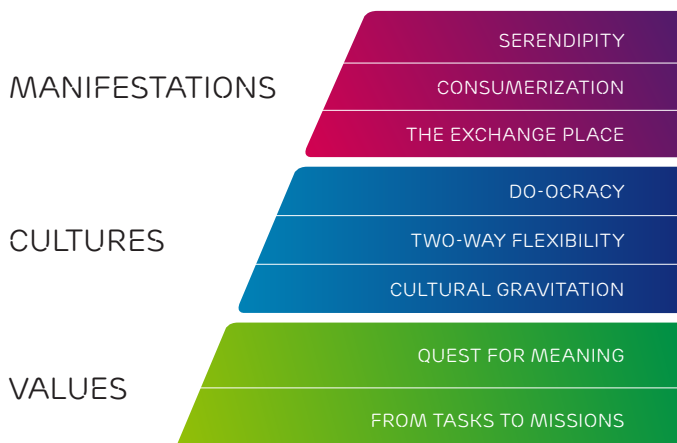 MANIFESTATIONS
SERENDIPITY
CONSUMERIZATION
THE EXCHANGE PLACE
CULTURES
DO-OCRACY
TWO-WAY FLEXIBILITY
CULTURAL GRAVITATION
VALUES
QUEST FOR MEANING
FROM TASKS TO MISSIONS